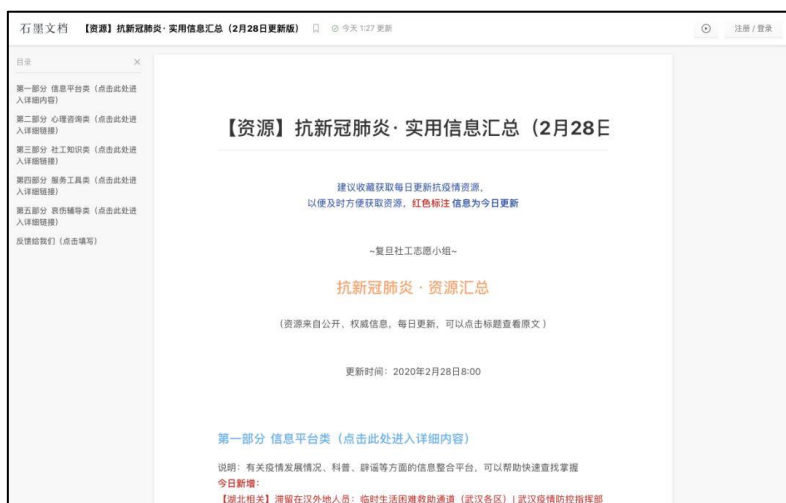 石墨文档 【资源】抗新冠肺炎·实用信息汇总（2月28日更新版） 今天 1:27 更新 注册 / 登录
目录
第一部分 信息平台类（点击此处进
入详细内容）
第二部分 心理咨询类（点击此处进
入详细链接）
第三部分 社工知识类（点击此处进
入详细链接）
第四部分 服务工具类（点击此处进
入详细链接）
第五部分 哀伤辅导类（点击此处进
入详细链接）
反馈给我们（点击填写）
【资源】抗新冠肺炎·实用信息汇总（2月28日
建议收藏获取每日更新抗疫情资源，
以便及时方便获取资源，红色标注 信息为今日更新
~复旦社工志愿小组~
抗新冠肺炎 · 资源汇总
（资源来自公开、权威信息，每日更新，可以点击标题查看原文 ）
更新时间：2020年2月28日8:00
第一部分 信息平台类（点击此处进入详细内容）
说明：有关疫情发展情况、科普、辟谣等方面的信息整合平台，可以帮助快速查找掌握
今日新增：
【湖北相关】滞留在汉外地人员：临时生活困难救助通道（武汉各区）| 武汉疫情防控指挥部